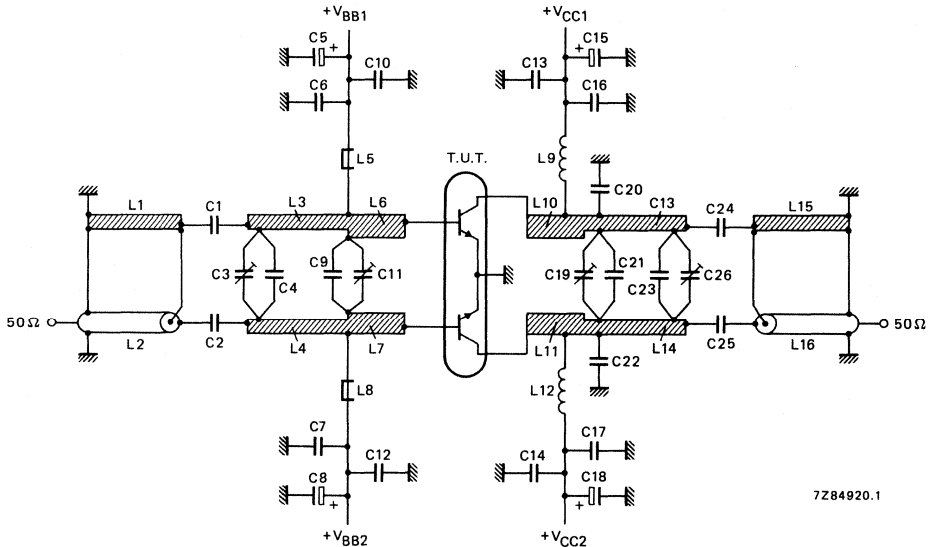 +VBB1
+VCC1
C5
+
+
C15
C10
C13
C6
C16
L5
T.U.T.
L9
C20
L1
C1
L3
L6
L10
C13
C24
L15
C3
C4
C9
C11
C19
C21
C23
C26
50Ω
L2
C2
L4
L7
L11
L14
C25
L16
50Ω
C22
L8
L12
C7
C17
C12
C14
C8
+
+
C18
7Z84920.1
+VBB2
+VCC2